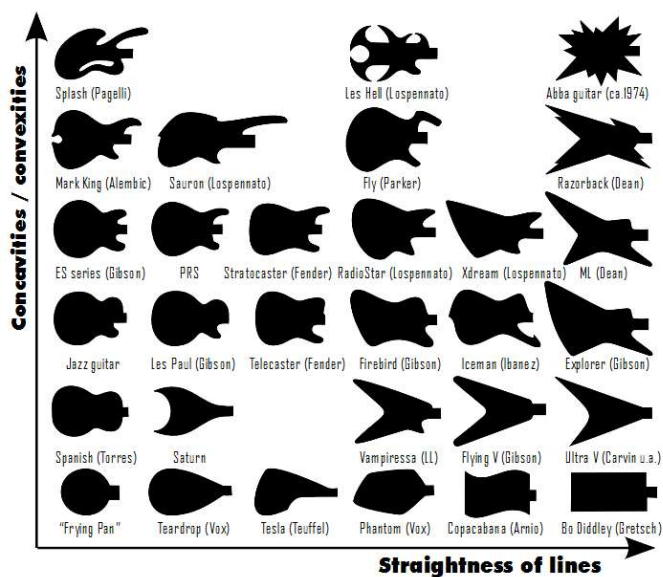 Concavities / convexities
Splash (Pagelli)
Les Hell (Lospennato)
Abba guitar (ca.1974)
Mark King (Alembic)
Sauron (Lospennato)
Fly (Parker)
Razorback (Dean)
ES series (Gibson)
PRS
Stratocaster (Fender)
RadioStar (Lospennato)
Xdream (Lospennato)
ML (Dean)
Jazz guitar
Les Paul (Gibson)
Telecaster (Fender)
Firebird (Gibson)
Iceman (Ibanez)
Explorer (Gibson)
Spanish (Torres)
Saturn
Vampiressa (LL)
Flying V (Gibson)
Ultra V (Carvin u.a.)
"Frying Pan"
Teardrop (Vox)
Tesla (Teuffel)
Phantom (Vox)
Copacabana (Arnio)
Bo Diddley (Gretsch)
Straightness of lines